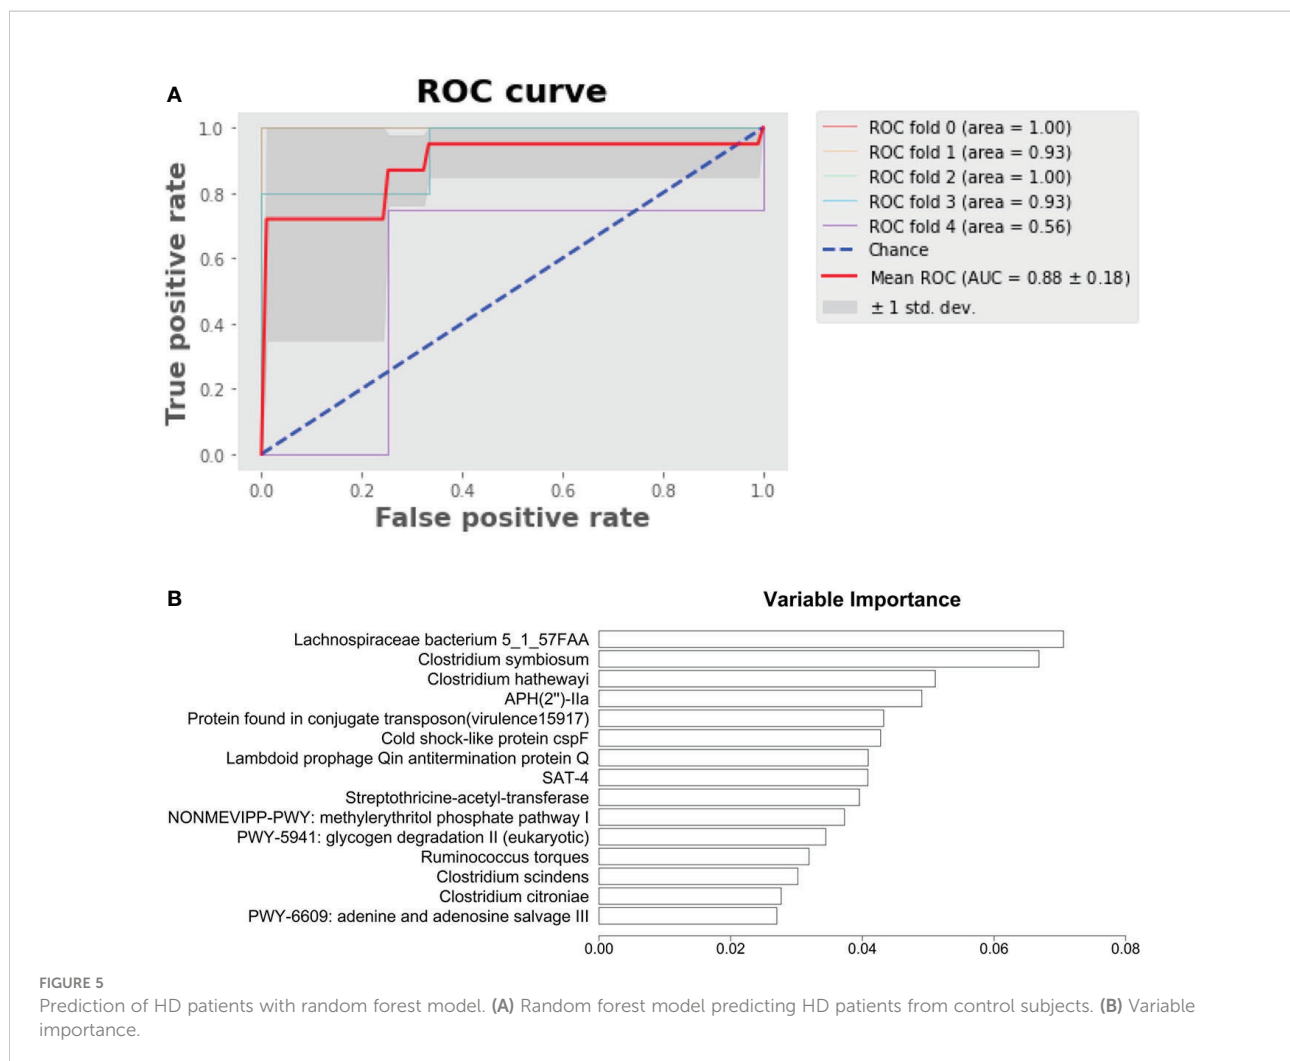 A
ROC curve
True positive rate
1.0
0.8
0.6
0.4
0.2
0.0
0.0 0.2 0.4 0.6 0.8 1.0
False positive rate
ROC fold 0 (area = 1.00)
ROC fold 1 (area = 0.93)
ROC fold 2 (area = 1.00)
ROC fold 3 (area = 0.93)
ROC fold 4 (area = 0.56)
Chance
Mean ROC (AUC = 0.88 ± 0.18)
± 1 std. dev.
B
Variable Importance
Lachnospiraceae bacterium 5_1_57FAA
Clostridium symbiosum
Clostridium hathewayi
APH(2")-IIa
Protein found in conjugate transposon(virulence15917)
Cold shock-like protein cspF
Lambdoid prophage Qin antitermination protein Q
SAT-4
Streptothricine-acetyl-transferase
NONMEVIPP-PWY: methylerythritol phosphate pathway I
PWY-5941: glycogen degradation II (eukaryotic)
Ruminococcus torques
Clostridium scindens
Clostridium citroniae
PWY-6609: adenine and adenosine salvage III
0.00 0.02 0.04 0.06 0.08
FIGURE 5
Prediction of HD patients with random forest model. (A) Random forest model predicting HD patients from control subjects. (B) Variable
importance.